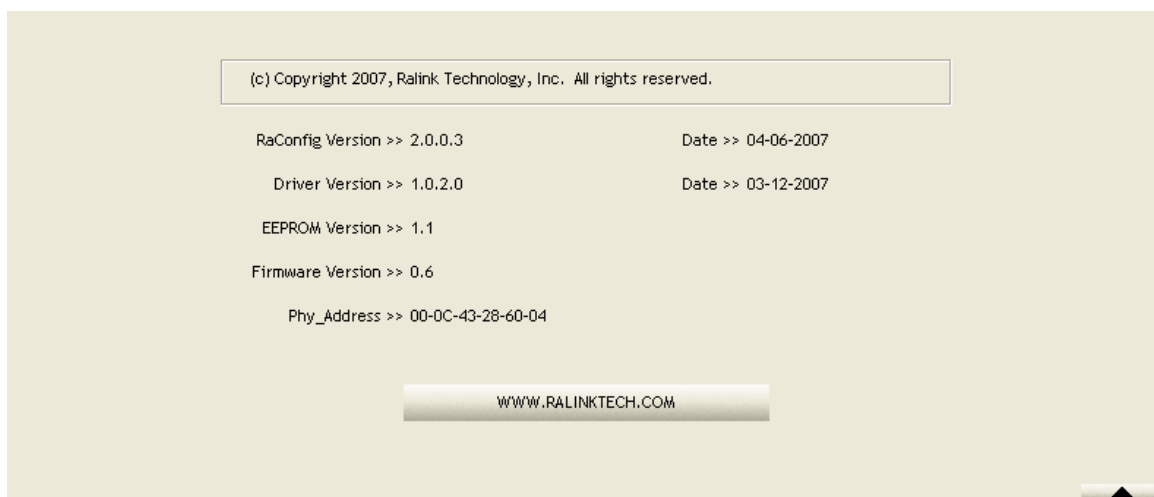 (c) Copyright 2007, Ralink Technology, Inc.  All rights reserved.
RaConfig Version >> 2.0.0.3 Date >> 04-06-2007
Driver Version >> 1.0.2.0 Date >> 03-12-2007
EEPROM Version >> 1.1
Firmware Version >> 0.6
Phy_Address >> 00-0C-43-28-60-04
WWW.RALINKTECH.COM